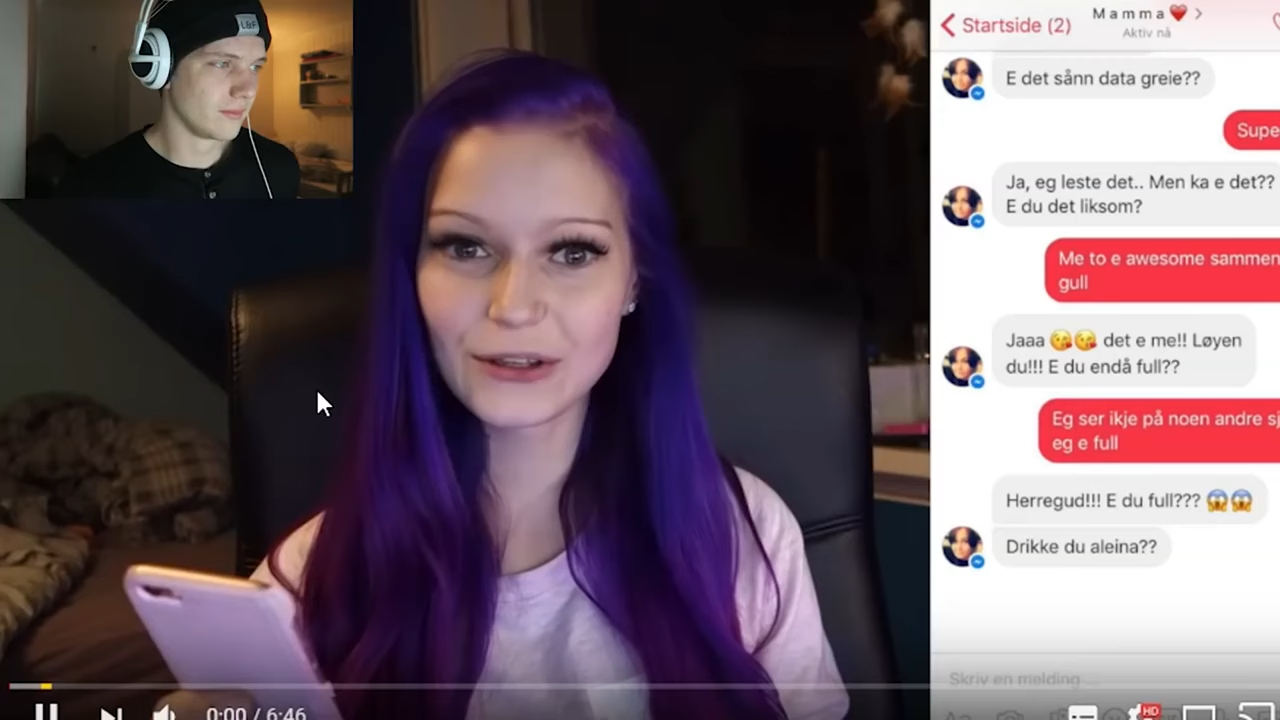 L&F
Startside (2)
Mamma❤️ >
Aktiv nå
E det sånn data greie??
Supe
Ja, eg leste det.. Men ka e det??
E du det liksom?
Me to e awesome sammen
gull
Jaaa 😘😘 det e me!! Løyen
du!!! E du endå full??
Eg ser ikje på noen andre sj
eg e full
Herregud!!! E du full??? 😱😱
Drikke du aleina??
Skriv en melding ...
Aa
0:00 / 6:46
HD